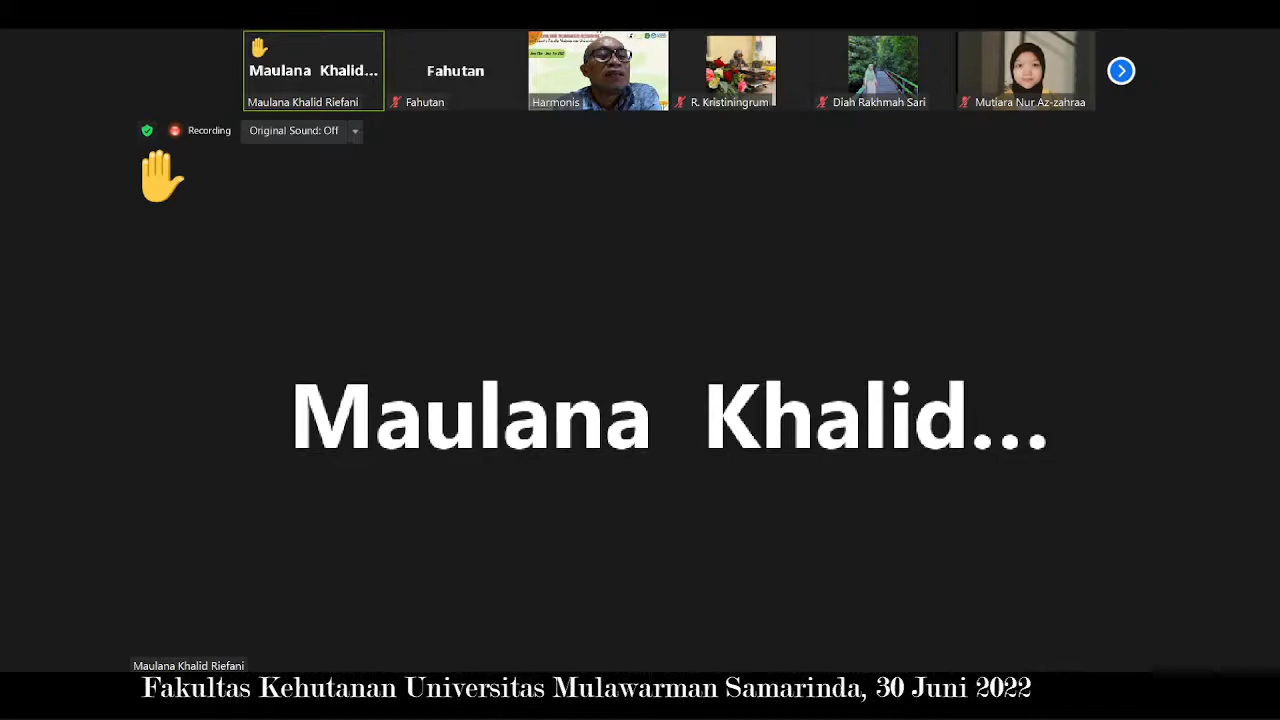 Maulana Khalid...
Fahutan
Maulana Khalid Riefani
Fahutan
Harmonis
R. Kristiningrum
Diah Rakhmah Sari
Mutiara Nur Az-zahraa
Recording
Original Sound: Off
Maulana Khalid...
Maulana Khalid Riefani
Fakultas Kehutanan Universitas Mulawarman Samarinda, 30 Juni 2022